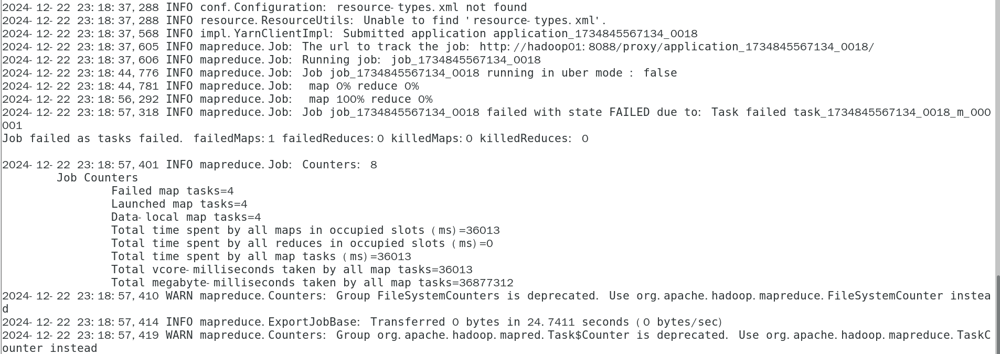 2024-12-22 23:18:37,288 INFO conf.Configuration: resource-types.xml not found
2024-12-22 23:18:37,288 INFO resource.ResourceUtils: Unable to find 'resource-types.xml'.
2024-12-22 23:18:37,568 INFO impl.YarnClientImpl: Submitted application application_1734845567134_0018
2024-12-22 23:18:37,605 INFO mapreduce.Job: The url to track the job: http://hadoop01:8088/proxy/application_1734845567134_0018/
2024-12-22 23:18:37,606 INFO mapreduce.Job: Running job: job_1734845567134_0018
2024-12-22 23:18:44,776 INFO mapreduce.Job: Job job_1734845567134_0018 running in uber mode : false
2024-12-22 23:18:44,781 INFO mapreduce.Job:  map 0% reduce 0%
2024-12-22 23:18:56,292 INFO mapreduce.Job:  map 100% reduce 0%
2024-12-22 23:18:57,318 INFO mapreduce.Job: Job job_1734845567134_0018 failed with state FAILED due to: Task failed task_1734845567134_0018_m_000
001
Job failed as tasks failed. failedMaps:1 failedReduces:0 killedMaps:0 killedReduces: 0

2024-12-22 23:18:57,401 INFO mapreduce.Job: Counters: 8
Job Counters
Failed map tasks=4
Launched map tasks=4
Data-local map tasks=4
Total time spent by all maps in occupied slots (ms)=36013
Total time spent by all reduces in occupied slots (ms)=0
Total time spent by all map tasks (ms)=36013
Total vcore-milliseconds taken by all map tasks=36013
Total megabyte-milliseconds taken by all map tasks=36877312
2024-12-22 23:18:57,410 WARN mapreduce.Counters: Group FileSystemCounters is deprecated. Use org.apache.hadoop.mapreduce.FileSystemCounter instea
d
2024-12-22 23:18:57,414 INFO mapreduce.ExportJobBase: Transferred 0 bytes in 24.7411 seconds (0 bytes/sec)
2024-12-22 23:18:57,419 WARN mapreduce.Counters: Group org.apache.hadoop.mapred.Task$Counter is deprecated. Use org.apache.hadoop.mapreduce.TaskC
ounter instead